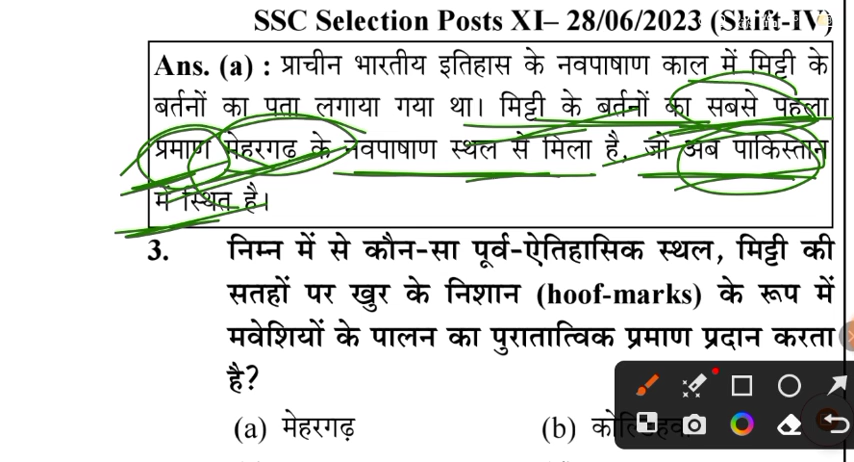 SSC Selection Posts XI– 28/06/2023 (Shift-IV)
Ans. (a) : प्राचीन भारतीय इतिहास के नवपाषाण काल में मिट्टी के
बर्तनों का पता लगाया गया था। मिट्टी के बर्तनों का सबसे पहला
प्रमाण मेहरगढ के नवपाषाण स्थल से मिला है, जो अब पाकिस्तान
में स्थित है।
3. निम्न में से कौन-सा पूर्व-ऐतिहासिक स्थल, मिट्टी की
सतहों पर खुर के निशान (hoof-marks) के रूप में
मवेशियों के पालन का पुरातात्विक प्रमाण प्रदान करता
है?
(a) मेहरगढ़ (b)